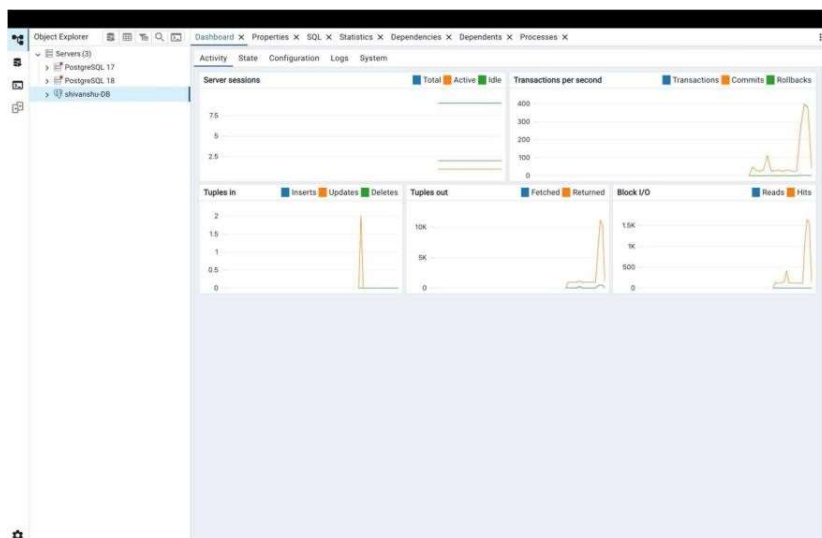 Object Explorer
Dashboard Properties SQL Statistics Dependencies Dependents Processes
Servers (3)
PostgreSQL 17
PostgreSQL 18
shivanshu-DB
Activity State Configuration Logs System
Server sessions Total Active Idle
7.5
5
2.5
Transactions per second Transactions Commits Rollbacks
400
300
200
100
0
Tuples in Inserts Updates Deletes
2
1.5
1
0.5
0
Tuples out Fetched Returned
10K
5K
0
Block I/O Reads Hits
1.5K
1K
500
0